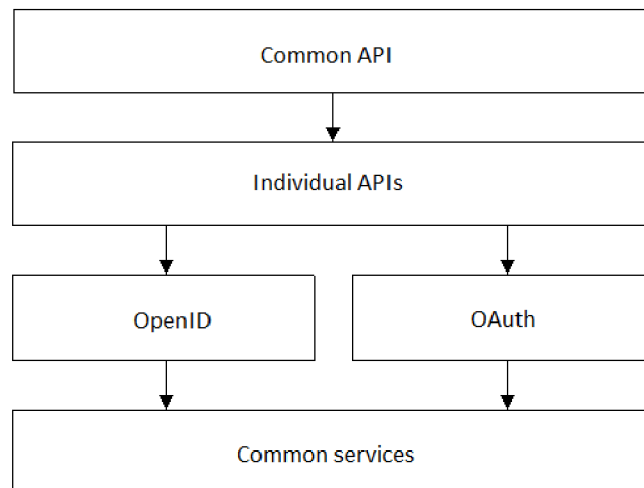 Common API
Individual APIs
OpenID
OAuth
Common services